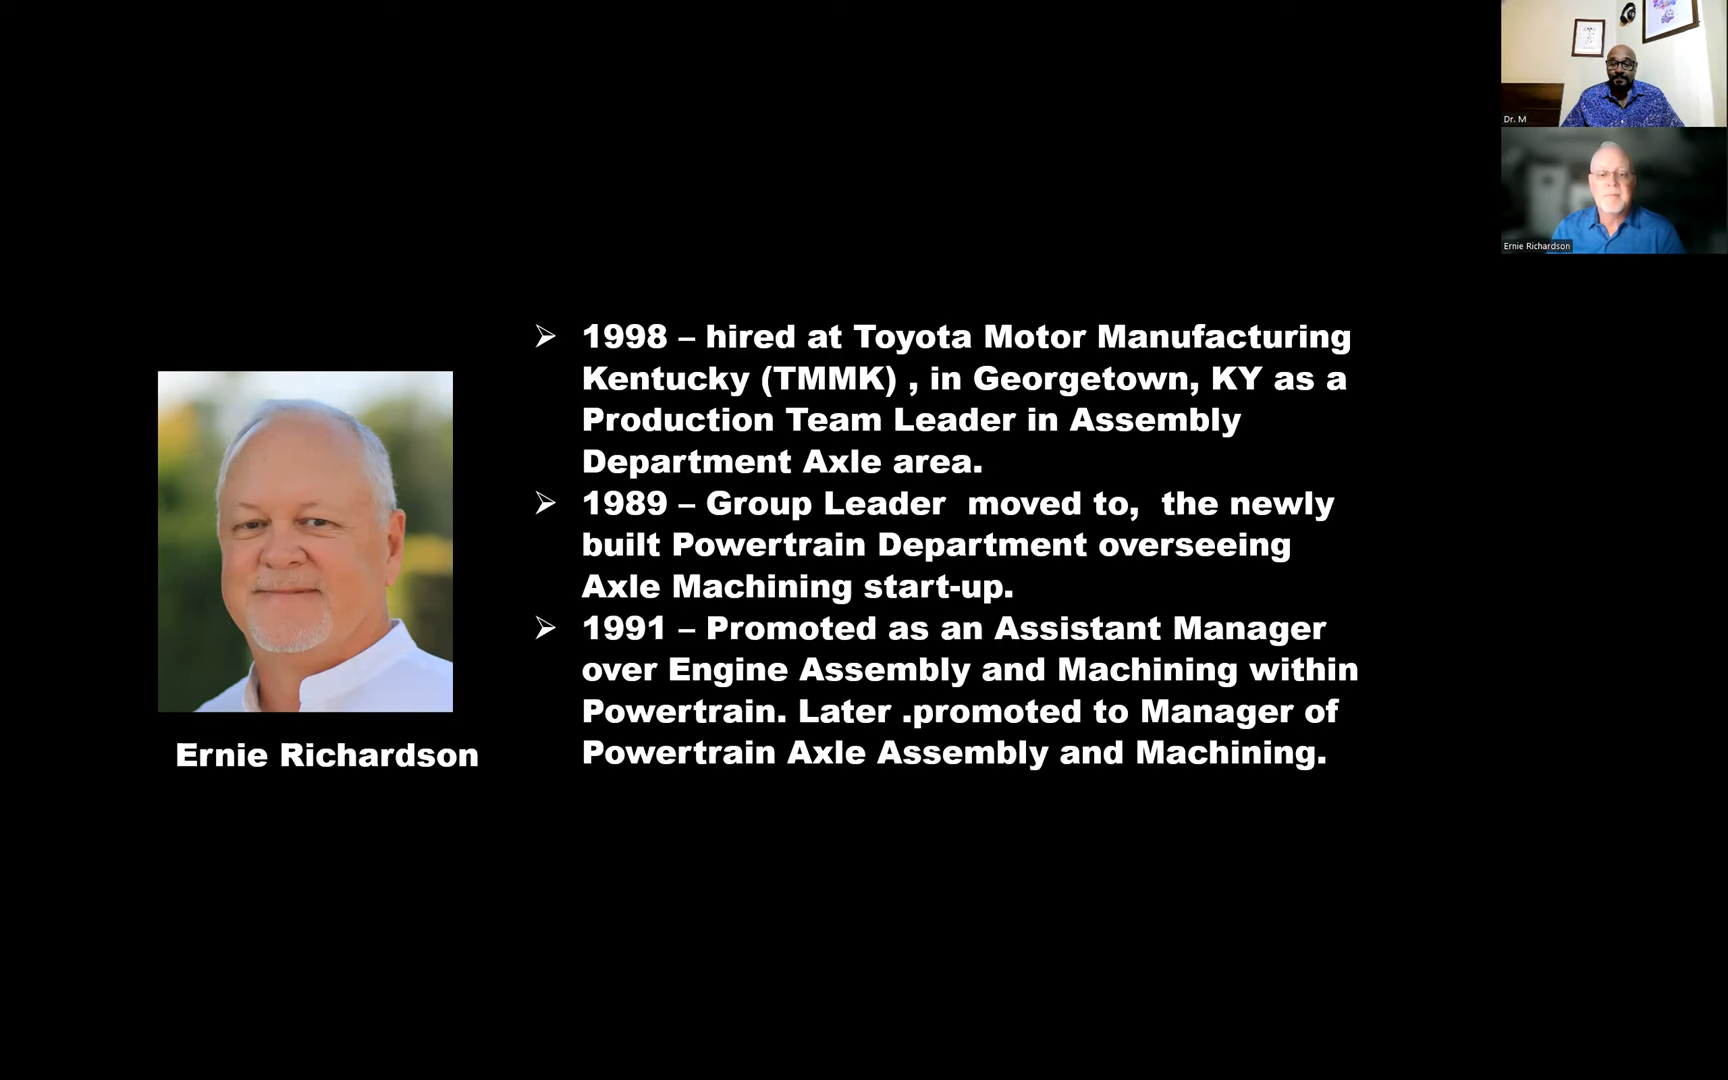 Dr. M
Ernie Richardson
➢ 1998 – hired at Toyota Motor Manufacturing
Kentucky (TMMK) , in Georgetown, KY as a
Production Team Leader in Assembly
Department Axle area.
➢ 1989 – Group Leader  moved to,  the newly
built Powertrain Department overseeing
Axle Machining start-up.
➢ 1991 – Promoted as an Assistant Manager
over Engine Assembly and Machining within
Powertrain. Later .promoted to Manager of
Powertrain Axle Assembly and Machining.
Ernie Richardson